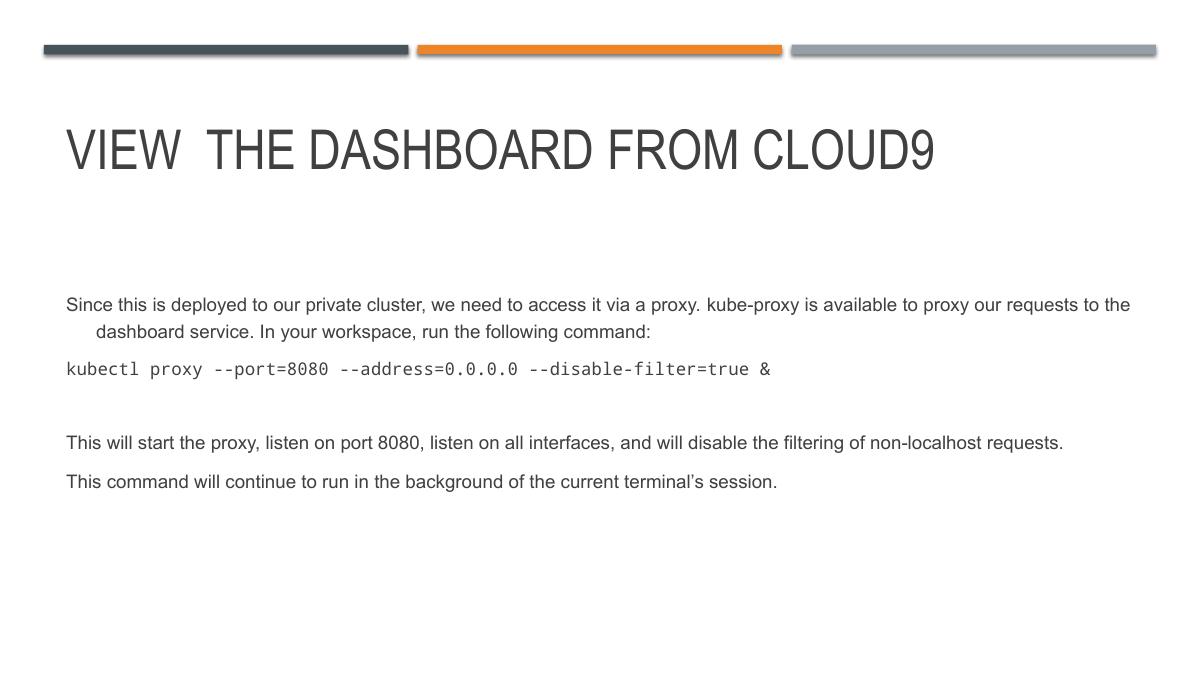 VIEW  THE DASHBOARD FROM CLOUD9
Since this is deployed to our private cluster, we need to access it via a proxy. kube-proxy is available to proxy our requests to the
dashboard service. In your workspace, run the following command:
kubectl proxy --port=8080 --address=0.0.0.0 --disable-filter=true &
This will start the proxy, listen on port 8080, listen on all interfaces, and will disable the filtering of non-localhost requests.
This command will continue to run in the background of the current terminal’s session.